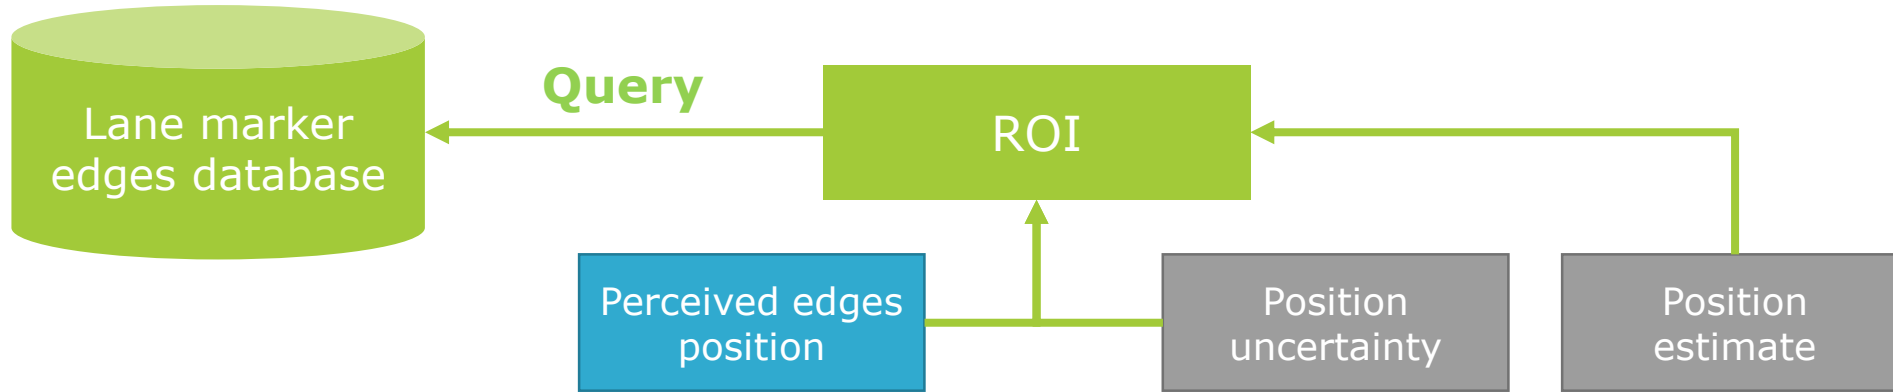 Lane marker
edges database
Query
ROI
Perceived edges
position
Position
uncertainty
Position
estimate